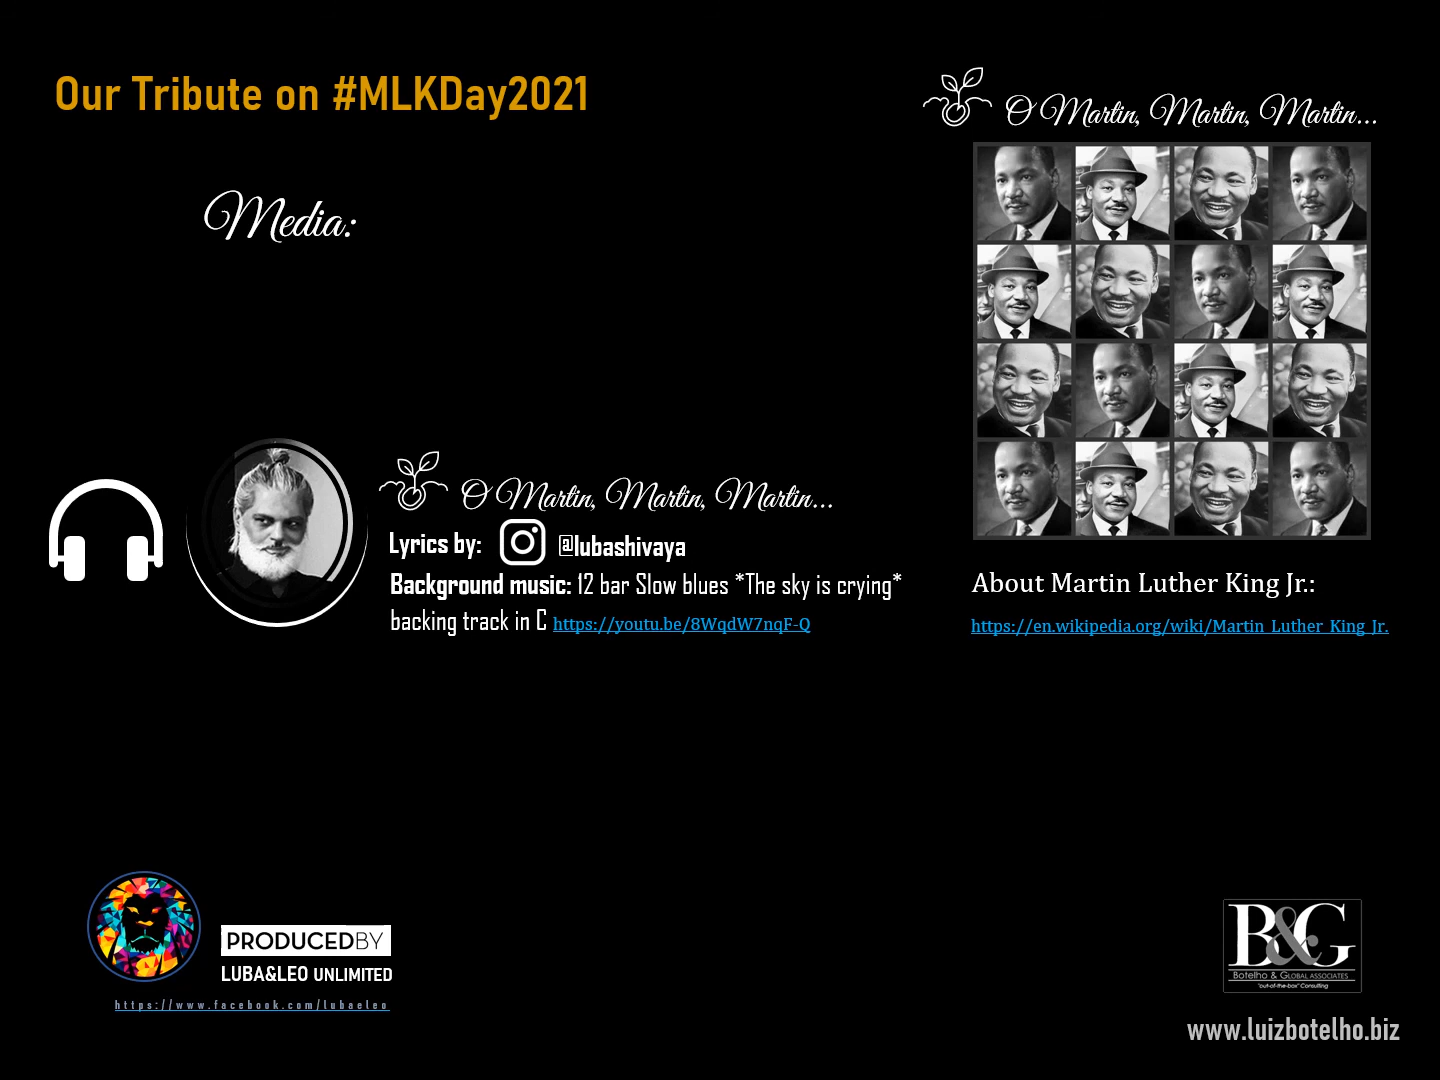 Our Tribute on #MLKDay2021
O Martin, Martin, Martin...
Media:
O Martin, Martin, Martin...
Lyrics by: @lubashivaya
Background music: 12 bar Slow blues *The sky is crying*
backing track in C https://youtu.be/8WqdW7nqF-Q
About Martin Luther King Jr.:
https://en.wikipedia.org/wiki/Martin_Luther_King_Jr.
PRODUCEDBY
LUBA&LEO UNLIMITED
https://www.facebook.com/lubaeleo
B&G
Botelho & Global Associates
"out-of-the-box" Consulting
www.luizbotelho.biz